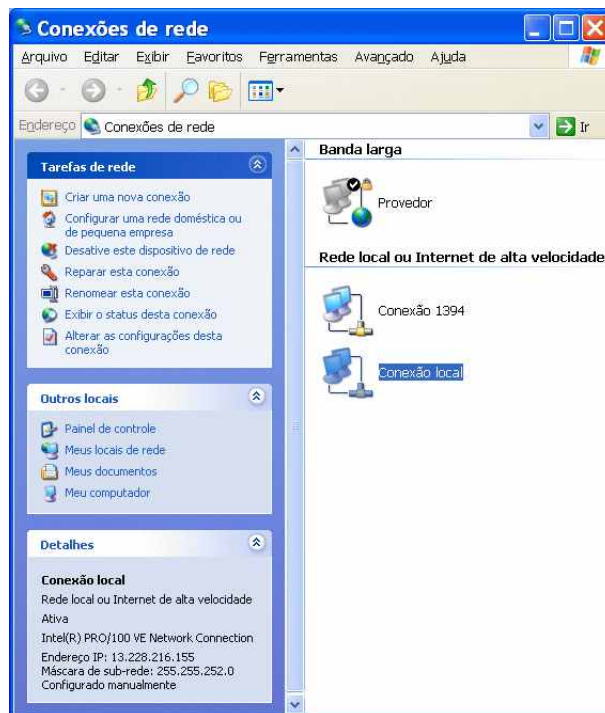 Conexões de rede
Arquivo Editar Exibir Favoritos Ferramentas Avançado Ajuda
Endereço Conexões de rede Ir
Tarefas de rede
Criar uma nova conexão
Configurar uma rede doméstica ou
de pequena empresa
Desative este dispositivo de rede
Reparar esta conexão
Renomear esta conexão
Exibir o status desta conexão
Alterar as configurações desta
conexão
Outros locais
Painel de controle
Meus locais de rede
Meus documentos
Meu computador
Detalhes
Conexão local
Rede local ou Internet de alta velocidade
Ativa
Intel(R) PRO/100 VE Network Connection
Endereço IP: 13.228.216.155
Máscara de sub-rede: 255.255.252.0
Configurado manualmente
Banda larga
Provedor
Rede local ou Internet de alta velocidade
Conexão 1394
Conexão local